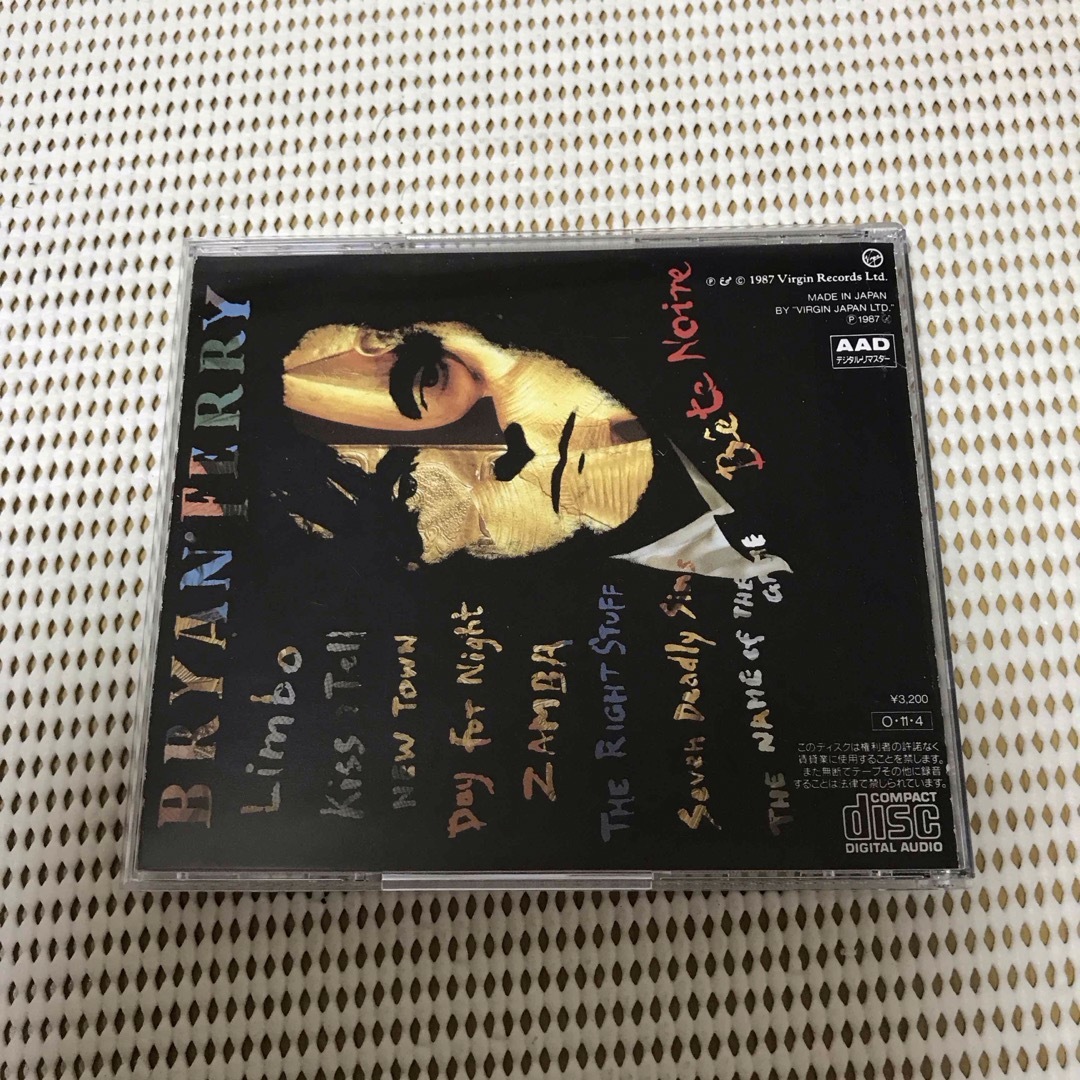 BRYAN FERRY
Limbo
Kiss & Tell
NEW TOWN
Day For Night
ZAMBA
THE RIGHT STUFF
Seven Deadly Sins
THE NAME OF THE
GAME
Bête Noire
Virgin
Ⓟ & © 1987 Virgin Records Ltd.
MADE IN JAPAN
BY "VIRGIN JAPAN LTD."
Ⓟ1987
AAD
デジタル・リマスター
¥3,200
O・11・4
このディスクは権利者の許諾なく
賃貸業に使用することを禁じます。
また無断でテープその他に録音
することは法律で禁じられています。
COMPACT
disc
DIGITAL AUDIO